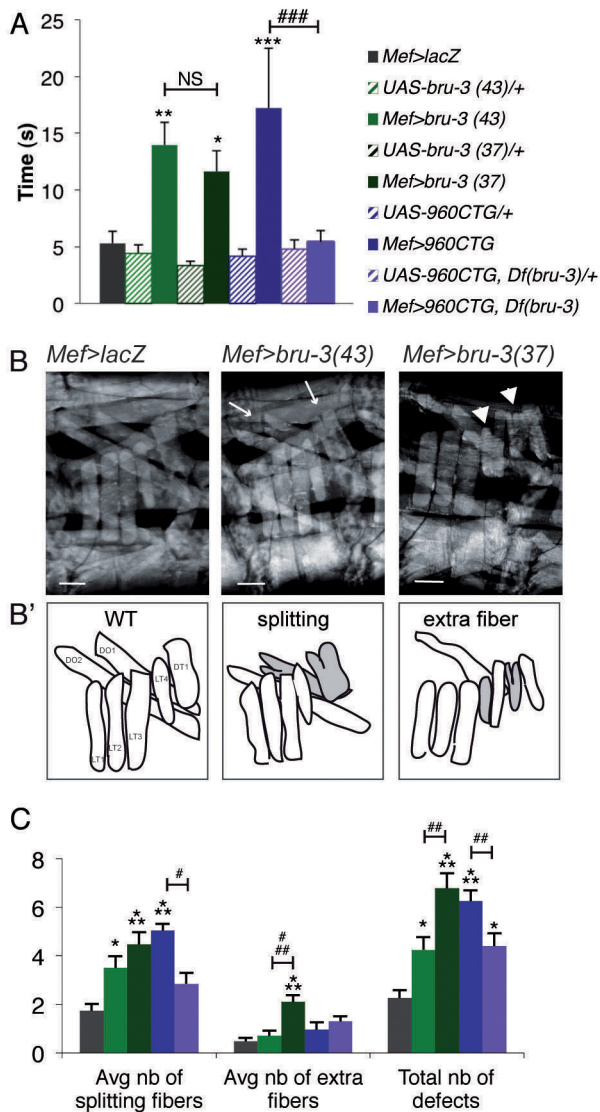 A
25
20
15
10
5
0
Time (s)
**
NS
*
***
###
Mef>lacZ
UAS-bru-3 (43)/+
Mef>bru-3 (43)
UAS-bru-3 (37)/+
Mef>bru-3 (37)
UAS-960CTG/+
Mef>960CTG
UAS-960CTG, Df(bru-3)/+
Mef>960CTG, Df(bru-3)
B
Mef>lacZ
Mef>bru-3(43)
Mef>bru-3(37)
B'
WT
splitting
extra fiber
DO2
DO1
DT1
LT4
LT3
LT2
LT1
C
8
6
4
2
0
*
*
**
*
**
#
#
##
*
**
*
##
*
**
*
**
##
*
Avg nb of
splitting fibers
Avg nb of extra
fibers
Total nb of
defects